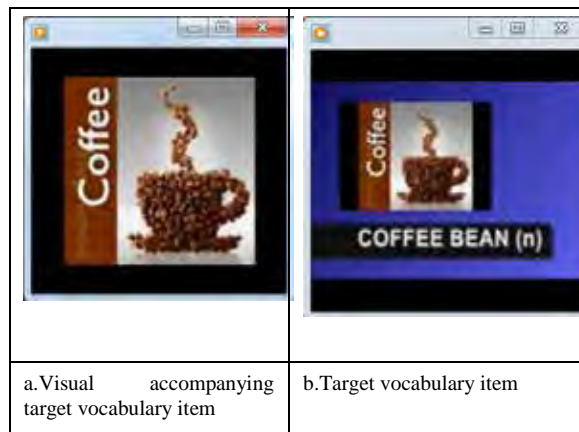 Coffee
Coffee
COFFEE BEAN (n)
a.Visual accompanying
target vocabulary item
b.Target vocabulary item